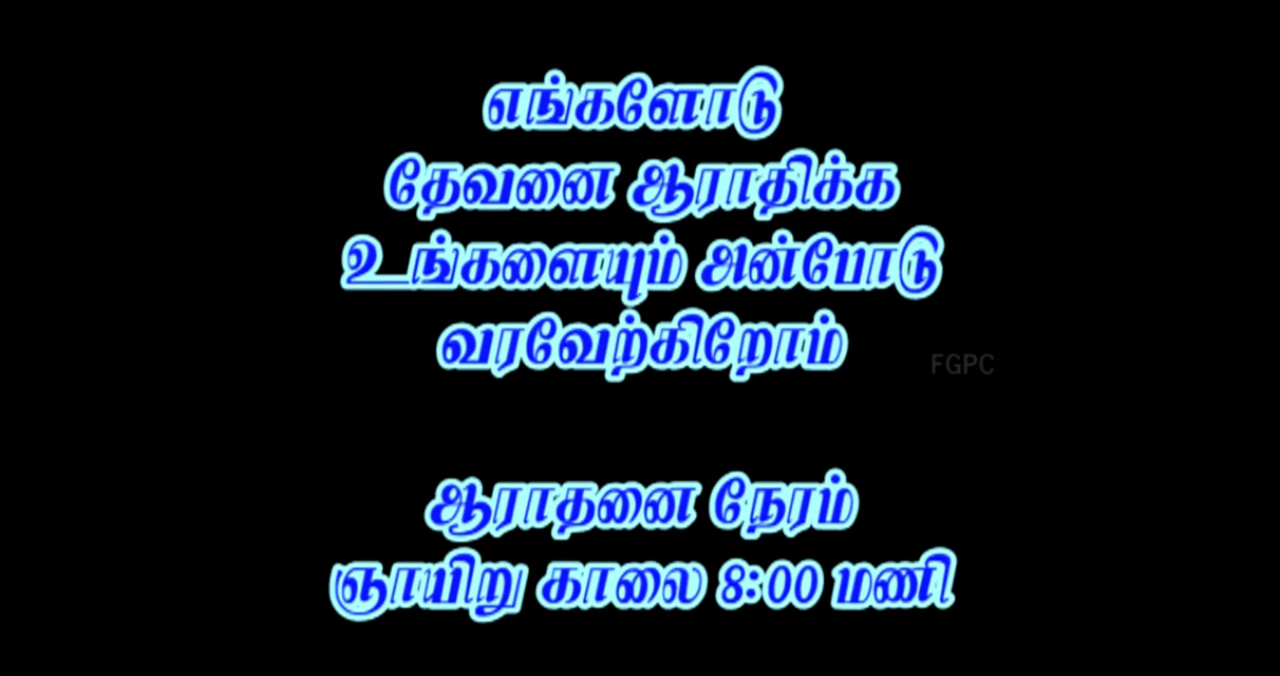 எங்களோடு
தேவனை ஆராதிக்க
உங்களையும் அன்போடு
வரவேற்கிறோம்
FGPC
ஆராதனை நேரம்
ஞாயிறு காலை 8:00 மணி